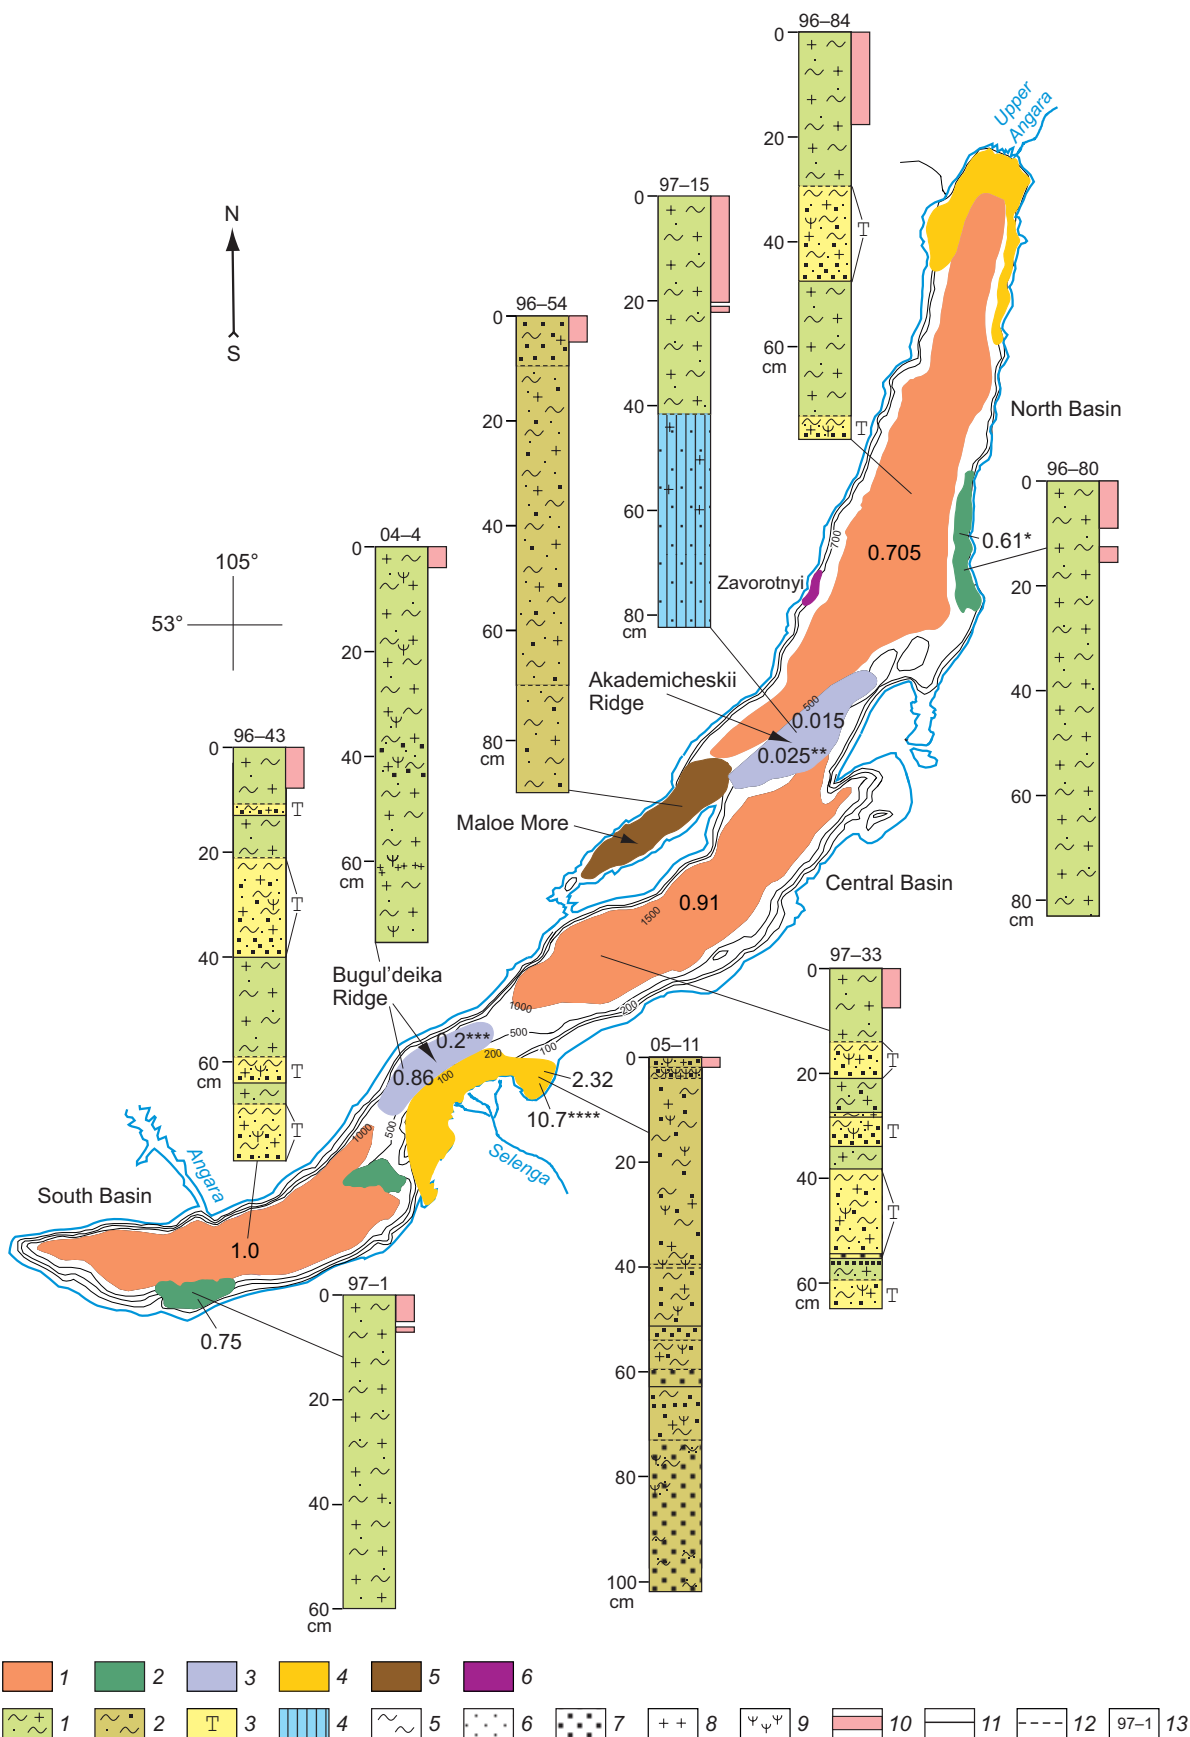 96–84
0
20
40
60
cm
T
T
Upper
Angara
97–15
0
20
40
60
80
cm
N
S
96–54
0
20
40
60
80
cm
North Basin
96–80
0
20
40
60
80
cm
700
0.705
0.61*
Zavorotnyi
105°
53°
04–4
0
20
40
60
cm
Akademicheskii
Ridge
500
0.015
0.025**
96–43
0
20
40
60
cm
T
T
T
T
Maloe More
Central Basin
0.91
1500
97–33
0
20
40
60
cm
T
T
T
T
Bugul’deika
Ridge
1000
200
500
100
0.2***
200
0.86
100
2.32
10.7****
05–11
0
20
40
60
80
100
cm
Selenga
1000
500
Angara
South Basin
1.0
0.75
97–1
0
20
40
60
cm
1 2 3 4 5 6
1 2 T 3 4 5 6 7 8 9 10 11 12 97–1 13